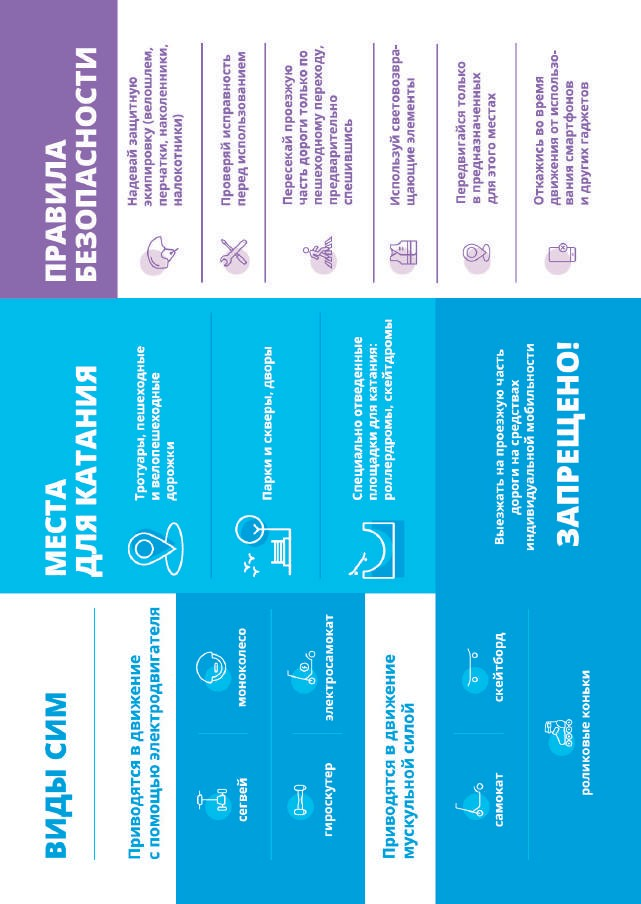 ВИДЫ СИМ
Приводятся в движение
с помощью электродвигателя
сегвей
моноколесо
гироскутер
электросамокат
Приводятся в движение
мускульной силой
самокат
скейтборд
роликовые коньки
МЕСТА
ДЛЯ КАТАНИЯ
Тротуары, пешеходные
и велопешеходные
дорожки
Парки и скверы, дворы
Специально отведенные
площадки для катания:
роллердромы, скейтдромы
Выезжать на проезжую часть
дороги на средствах
индивидуальной мобильности
ЗАПРЕЩЕНО!
ПРАВИЛА
БЕЗОПАСНОСТИ
Надевай защитную
экипировку (велошлем,
перчатки, наколенники,
налокотники)
Проверяй исправность
перед использованием
Пересекай проезжую
часть дороги только по
пешеходному переходу,
предварительно
спешившись
Используй световозвра-
щающие элементы
Передвигайся только
в предназначенных
для этого местах
Откажись во время
движения от использо-
вания смартфонов
и других гаджетов